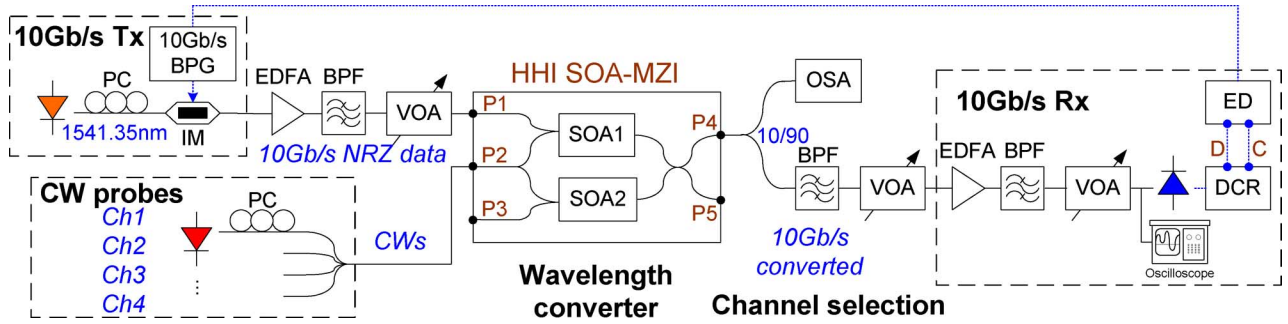 10Gb/s Tx
10Gb/s
BPG
PC
1541.35nm
IM
EDFA
BPF
VOA
10Gb/s NRZ data
CW probes
Ch1
Ch2
Ch3
Ch4
PC
...
CWs
HHI SOA-MZI
P1
P2
P3
SOA1
SOA2
P4
P5
Wavelength
converter
OSA
10/90
BPF
VOA
10Gb/s
converted
Channel selection
10Gb/s Rx
EDFA
BPF
VOA
ED
D
C
DCR
Oscilloscope